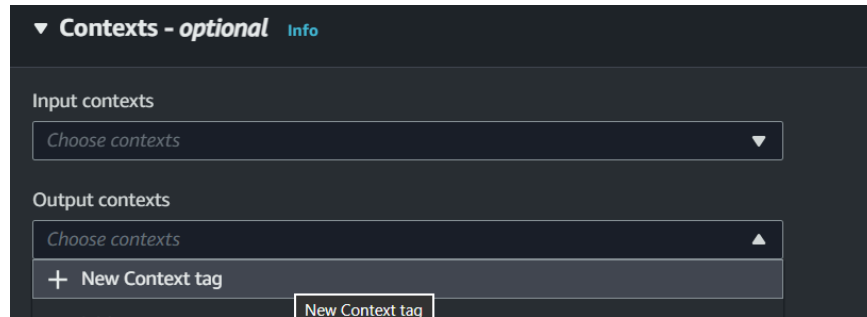 Contexts - optional Info
Input contexts
Choose contexts
Output contexts
Choose contexts
New Context tag
New Context tag